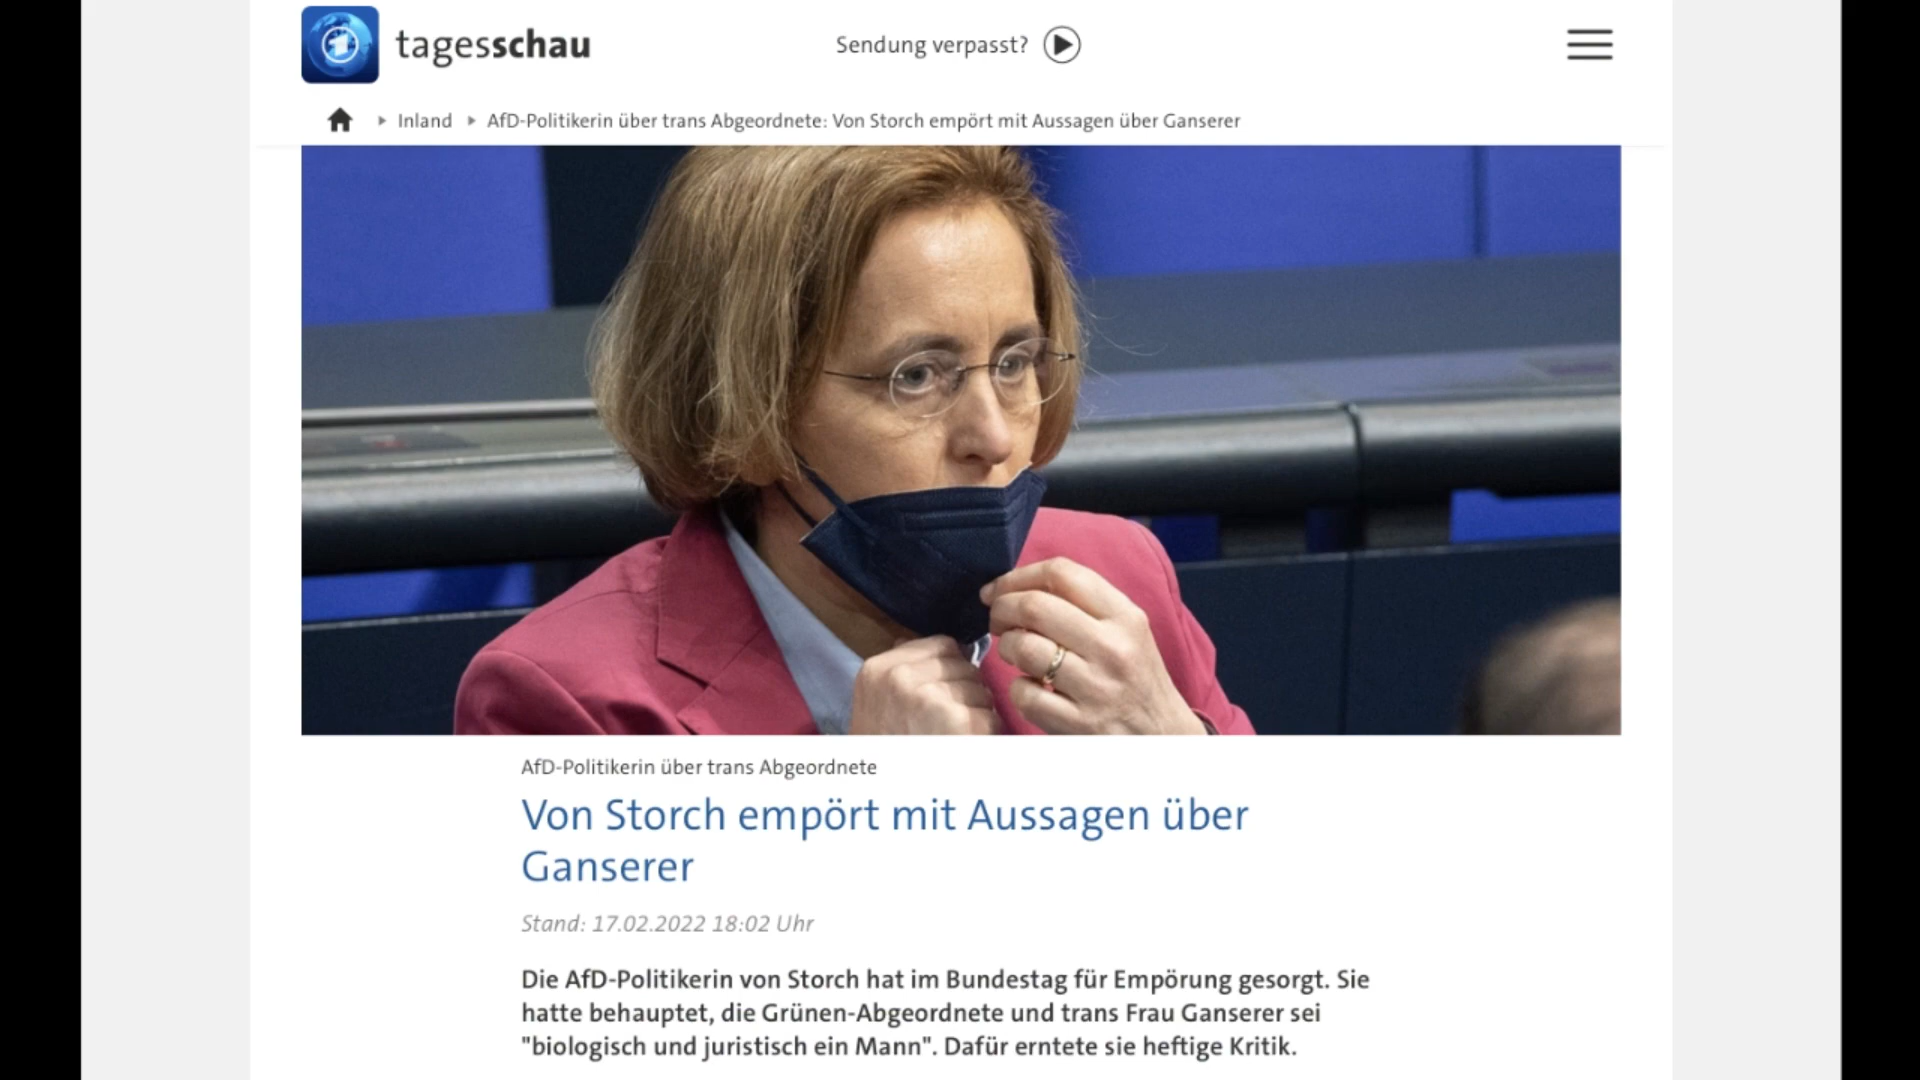 tagesschau
Sendung verpasst?
Inland
AfD-Politikerin über trans Abgeordnete: Von Storch empört mit Aussagen über Ganserer
AfD-Politikerin über trans Abgeordnete
Von Storch empört mit Aussagen über
Ganserer
Stand: 17.02.2022 18:02 Uhr
Die AfD-Politikerin von Storch hat im Bundestag für Empörung gesorgt. Sie
hatte behauptet, die Grünen-Abgeordnete und trans Frau Ganserer sei
"biologisch und juristisch ein Mann". Dafür erntete sie heftige Kritik.